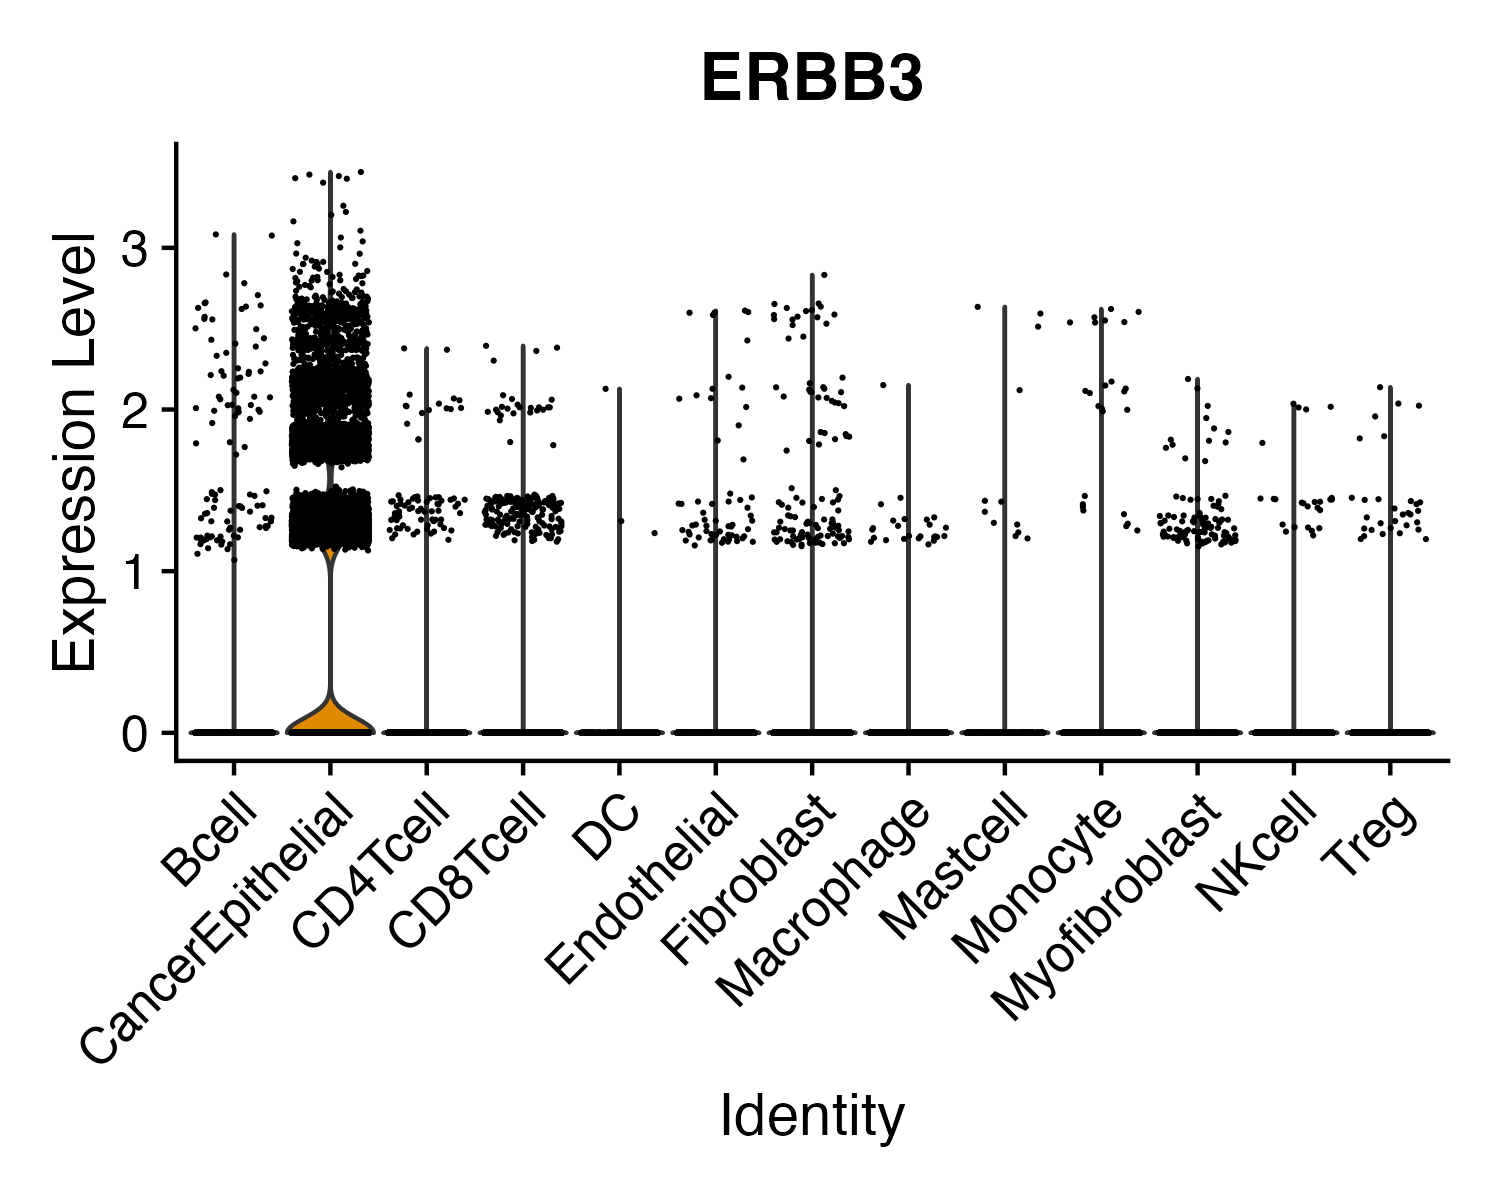 ERBB3
Expression Level
3
2
1
0
Bcell
CancerEpithelial
CD4Tcell
CD8Tcell
DC
Endothelial
Fibroblast
Macrophage
Mastcell
Monocyte
Myofibroblast
NKcell
Treg
Identity